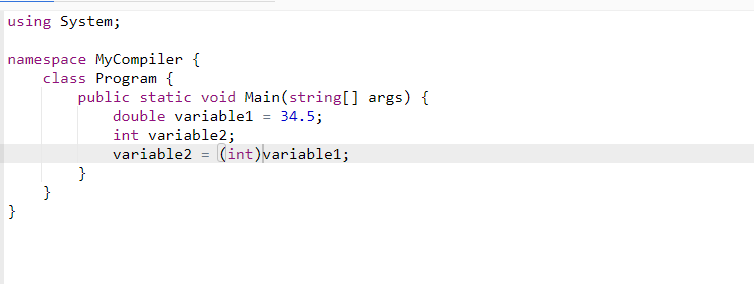 using System;
namespace MyCompiler {
class Program {
public static void Main(string[] args) {
double variable1 = 34.5;
int variable2;
variable2 = (int)variable1;
}
}
}